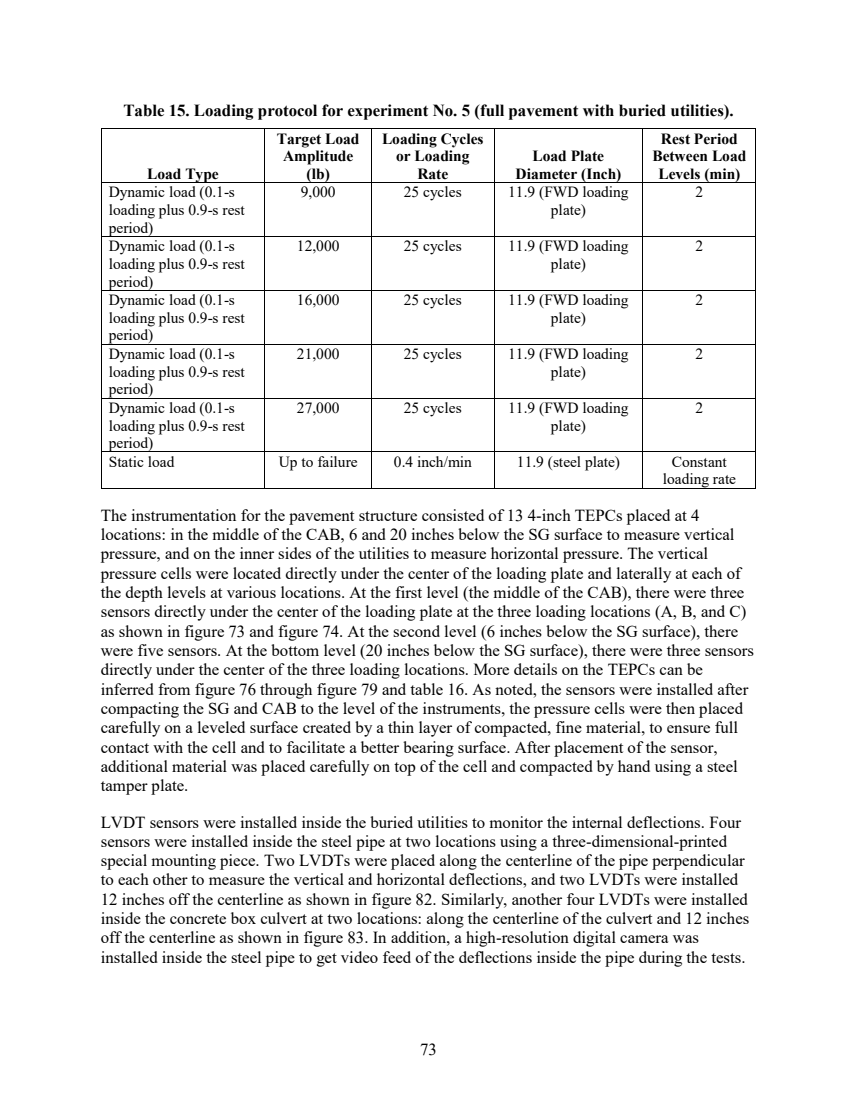 Table 15. Loading protocol for experiment No. 5 (full pavement with buried utilities).
Load Type
Target Load
Amplitude
(lb)
Loading Cycles
or Loading
Rate
Load Plate
Diameter (Inch)
Rest Period
Between Load
Levels (min)
Dynamic load (0.1-s
loading plus 0.9-s rest
period)
9,000
25 cycles
11.9 (FWD loading
plate)
2
Dynamic load (0.1-s
loading plus 0.9-s rest
period)
12,000
25 cycles
11.9 (FWD loading
plate)
2
Dynamic load (0.1-s
loading plus 0.9-s rest
period)
16,000
25 cycles
11.9 (FWD loading
plate)
2
Dynamic load (0.1-s
loading plus 0.9-s rest
period)
21,000
25 cycles
11.9 (FWD loading
plate)
2
Dynamic load (0.1-s
loading plus 0.9-s rest
period)
27,000
25 cycles
11.9 (FWD loading
plate)
2
Static load
Up to failure
0.4 inch/min
11.9 (steel plate)
Constant
loading rate
The instrumentation for the pavement structure consisted of 13 4-inch TEPCs placed at 4
locations: in the middle of the CAB, 6 and 20 inches below the SG surface to measure vertical
pressure, and on the inner sides of the utilities to measure horizontal pressure. The vertical
pressure cells were located directly under the center of the loading plate and laterally at each of
the depth levels at various locations. At the first level (the middle of the CAB), there were three
sensors directly under the center of the loading plate at the three loading locations (A, B, and C)
as shown in figure 73 and figure 74. At the second level (6 inches below the SG surface), there
were five sensors. At the bottom level (20 inches below the SG surface), there were three sensors
directly under the center of the three loading locations. More details on the TEPCs can be
inferred from figure 76 through figure 79 and table 16. As noted, the sensors were installed after
compacting the SG and CAB to the level of the instruments, the pressure cells were then placed
carefully on a leveled surface created by a thin layer of compacted, fine material, to ensure full
contact with the cell and to facilitate a better bearing surface. After placement of the sensor,
additional material was placed carefully on top of the cell and compacted by hand using a steel
tamper plate.
LVDT sensors were installed inside the buried utilities to monitor the internal deflections. Four
sensors were installed inside the steel pipe at two locations using a three-dimensional-printed
special mounting piece. Two LVDTs were placed along the centerline of the pipe perpendicular
to each other to measure the vertical and horizontal deflections, and two LVDTs were installed
12 inches off the centerline as shown in figure 82. Similarly, another four LVDTs were installed
inside the concrete box culvert at two locations: along the centerline of the culvert and 12 inches
off the centerline as shown in figure 83. In addition, a high-resolution digital camera was
installed inside the steel pipe to get video feed of the deflections inside the pipe during the tests.
73